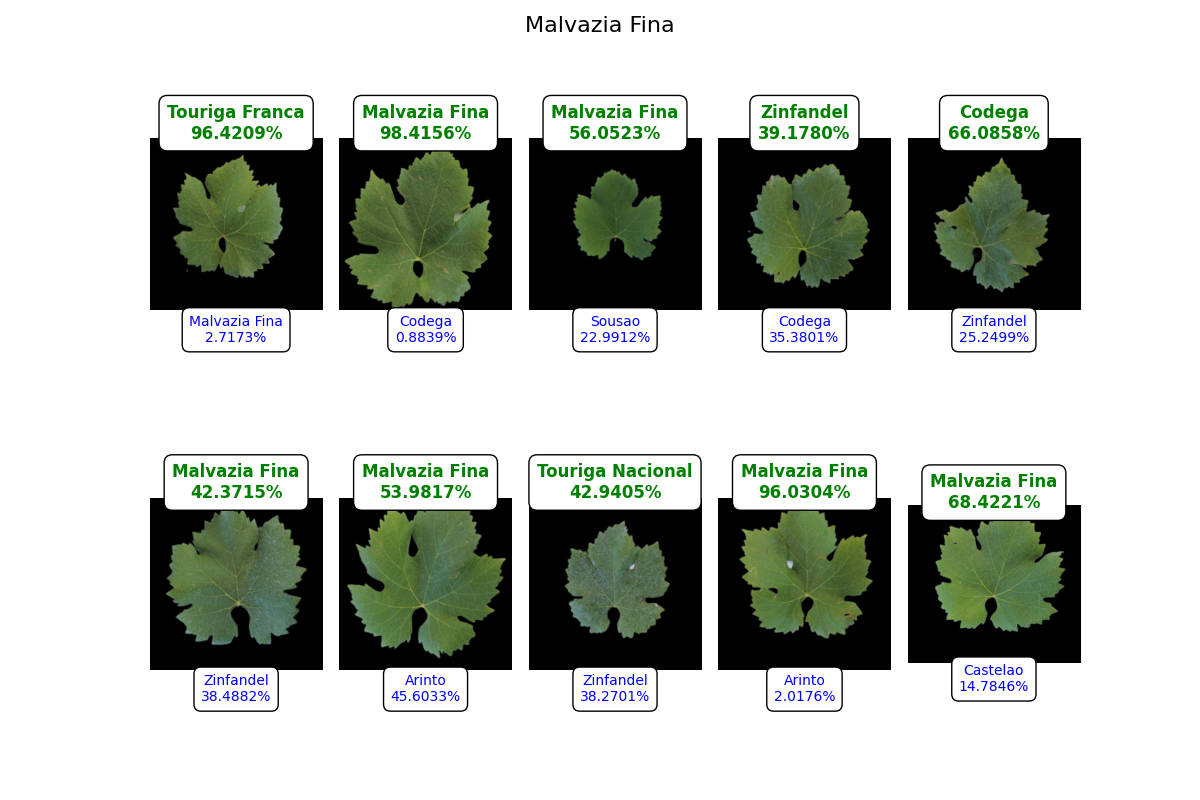 Malvazia Fina
Touriga Franca
96.4209%
Malvazia Fina
98.4156%
Malvazia Fina
56.0523%
Zinfandel
39.1780%
Codega
66.0858%
Malvazia Fina
2.7173%
Codega
0.8839%
Sousao
22.9912%
Codega
35.3801%
Zinfandel
25.2499%
Malvazia Fina
42.3715%
Malvazia Fina
53.9817%
Touriga Nacional
42.9405%
Malvazia Fina
96.0304%
Malvazia Fina
68.4221%
Zinfandel
38.4882%
Arinto
45.6033%
Zinfandel
38.2701%
Arinto
2.0176%
Castelao
14.7846%